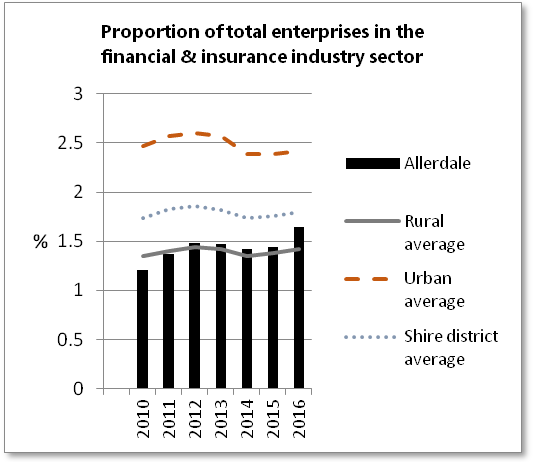 Proportion of total enterprises in the
financial & insurance industry sector
3
2.5
2
1.5
1
0.5
0
%
2010
2011
2012
2013
2014
2015
2016
Allerdale
Rural
average
Urban
average
Shire district
average